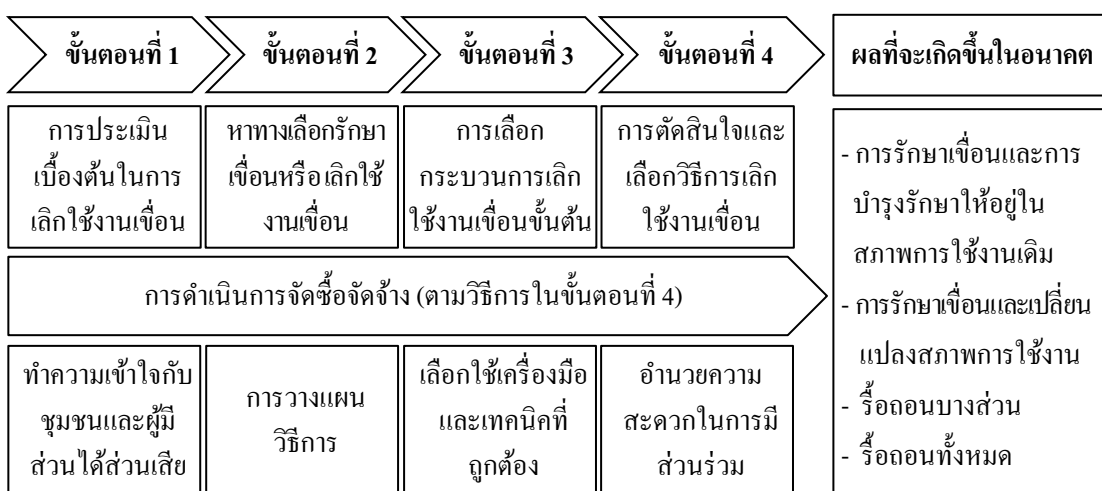 ขั้นตอนที่ 1
ขั้นตอนที่ 2
ขั้นตอนที่ 3
ขั้นตอนที่ 4
ผลที่จะเกิดขึ้นในอนาคต
การประเมิน
เบื้องต้นในการ
เลิกใช้งานเขื่อน
หาทางเลือกรักษา
เขื่อนหรือเลิกใช้
งานเขื่อน
การเลือก
กระบวนการเลิก
ใช้งานเขื่อนขั้นต้น
การตัดสินใจและ
เลือกวิธีการเลิก
ใช้งานเขื่อน
การดำเนินการจัดซื้อจัดจ้าง (ตามวิธีการในขั้นตอนที่ 4)
ทำความเข้าใจกับ
ชุมชนและผู้มี
ส่วนได้ส่วนเสีย
การวางแผน
วิธีการ
เลือกใช้เครื่องมือ
และเทคนิคที่
ถูกต้อง
อำนวยความ
สะดวกในการมี
ส่วนร่วม
- การรักษาเขื่อนและการ
บำรุงรักษาให้อยู่ใน
สภาพการใช้งานเดิม
- การรักษาเขื่อนและเปลี่ยน
แปลงสภาพการใช้งาน
- รื้อถอนบางส่วน
- รื้อถอนทั้งหมด